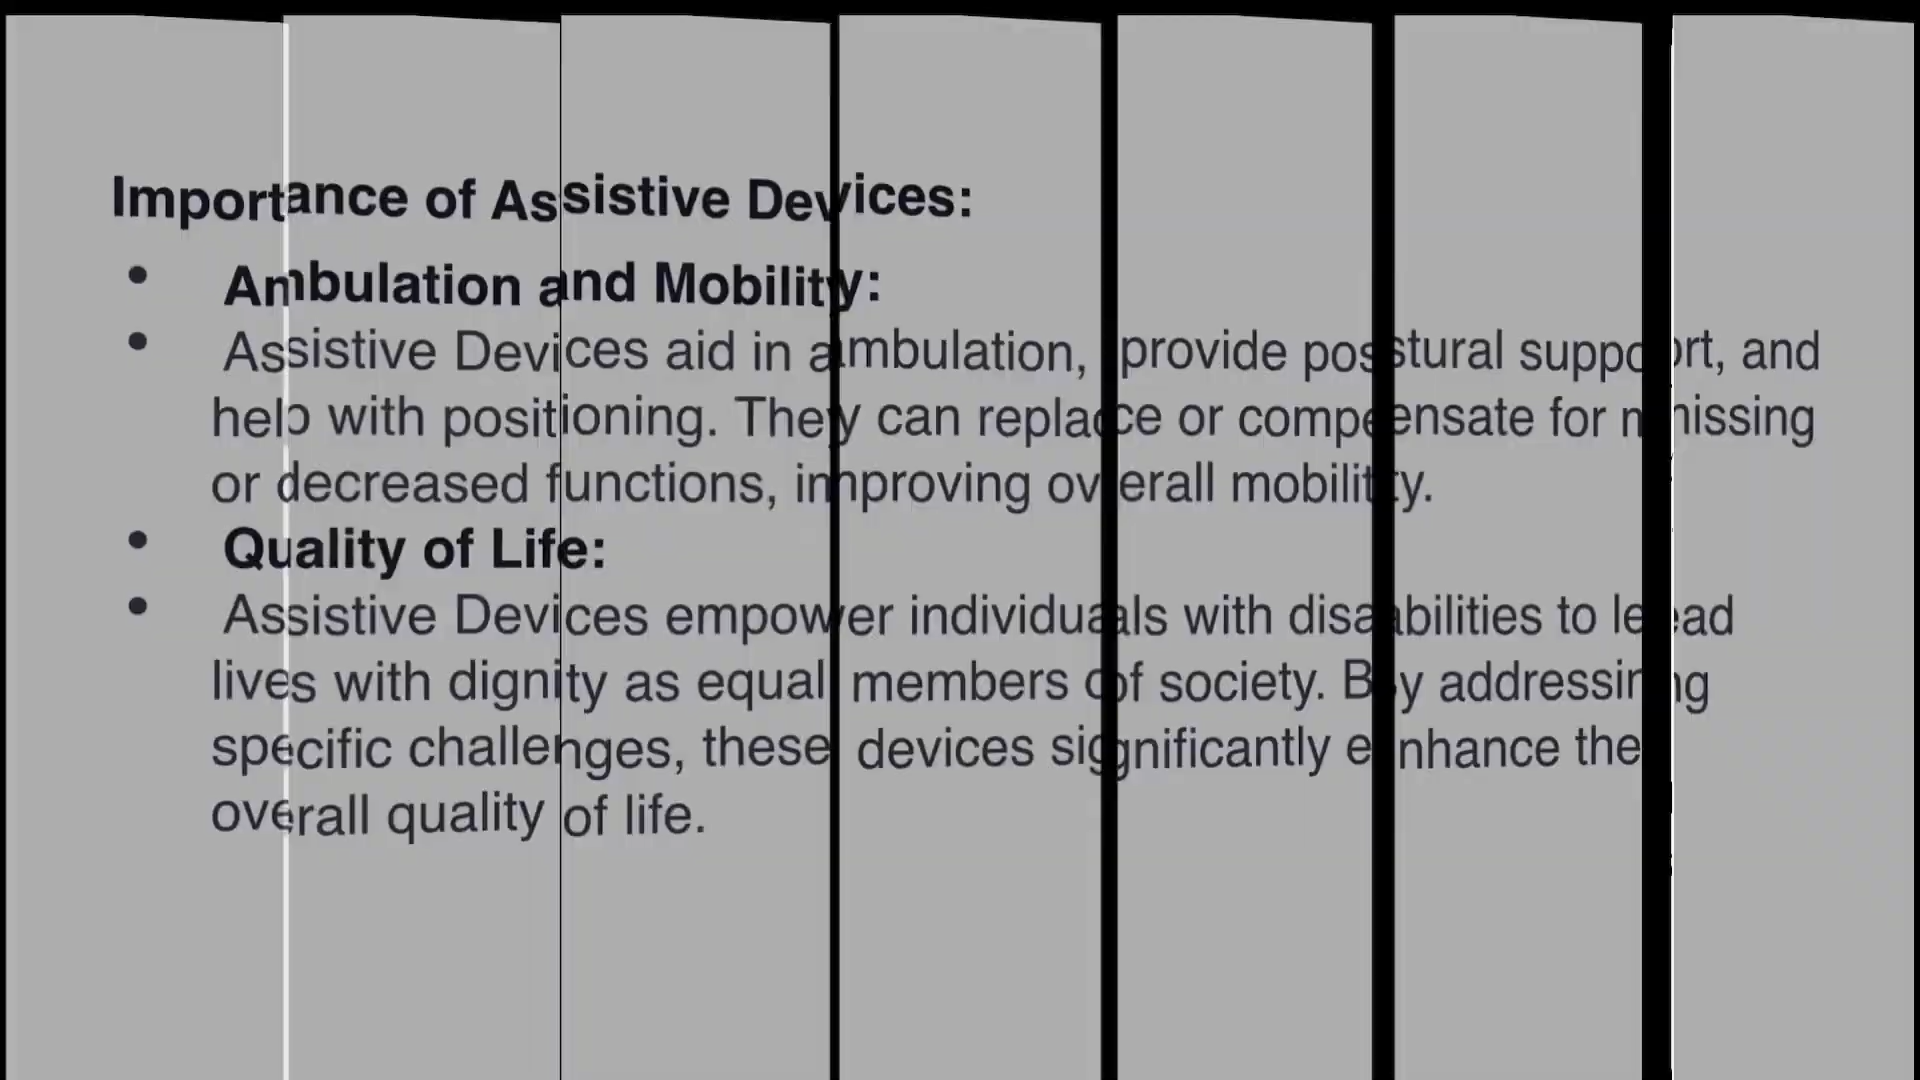 Importance of Assistive Devices:
• Ambulation and Mobility:
• Assistive Devices aid in ambulation, provide postural support, and
help with positioning. They can replace or compensate for missing
or decreased functions, improving overall mobility.
• Quality of Life:
• Assistive Devices empower individuals with disabilities to lead
lives with dignity as equal members of society. By addressing
specific challenges, these devices significantly enhance the
overall quality of life.